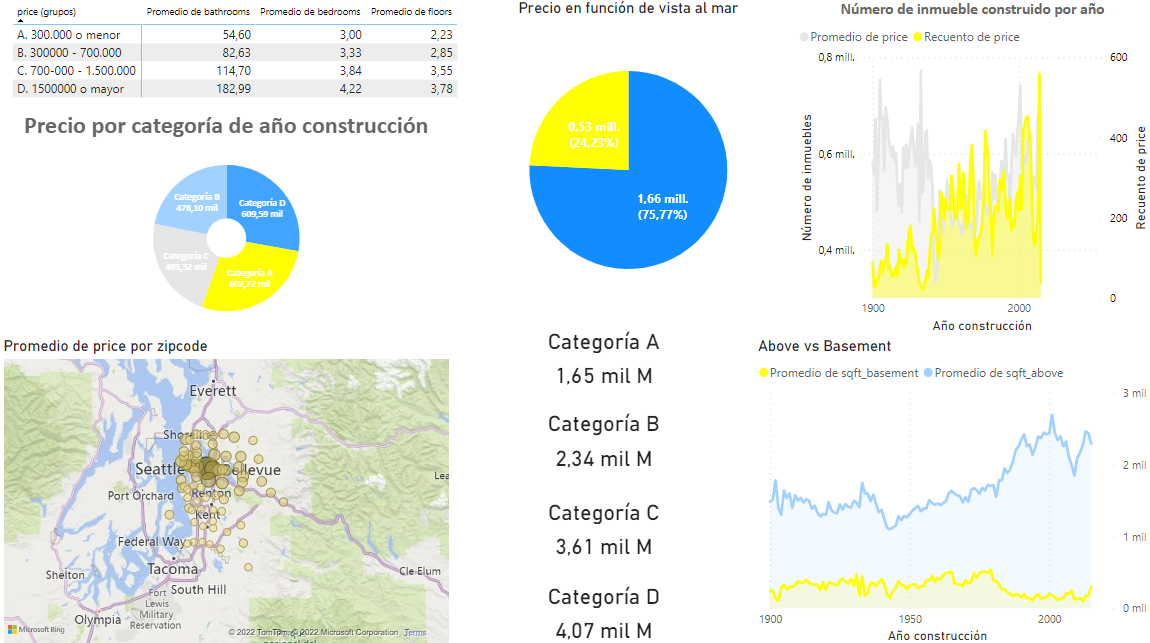 price (grupos) Promedio de bathrooms Promedio de bedrooms Promedio de floors
A. 300.000 o menor 54,60 3,00 2,23
B. 300000 - 700.000 82,63 3,33 2,85
C. 700-000 - 1.500.000 114,70 3,84 3,55
D. 1500000 o mayor 182,99 4,22 3,78
Precio por categoría de año construcción
Categoría B
478,10 mil
Categoría D
609,59 mil
Categoría C
495,32 mil
Categoría A
602,72 mil
Precio en función de vista al mar
0,53 mill.
(24,23%)
1,66 mill.
(75,77%)
Número de inmueble construido por año
Promedio de price Recuento de price
0,8 mill.
0,6 mill.
0,4 mill.
Número de inmuebles
600
400
200
0
Recuento de price
1900 2000
Año construcción
Promedio de price por zipcode
Everett
Shoreline
Seattle
Bellevue
Lea
Port Orchard
Renton
Kent
Federal Way
Tacoma
Cle Elum
Shelton
South Hill
Fort
Lewis
Military
Reservation
Olympia
Microsoft Bing
© 2022 TomTom, © 2022 Microsoft Corporation Terms
Categoría A
1,65 mil M
Categoría B
2,34 mil M
Categoría C
3,61 mil M
Categoría D
4,07 mil M
Above vs Basement
Promedio de sqft_basement Promedio de sqft_above
3 mil
2 mil
1 mil
0 mil
1900 1950 2000
Año construcción